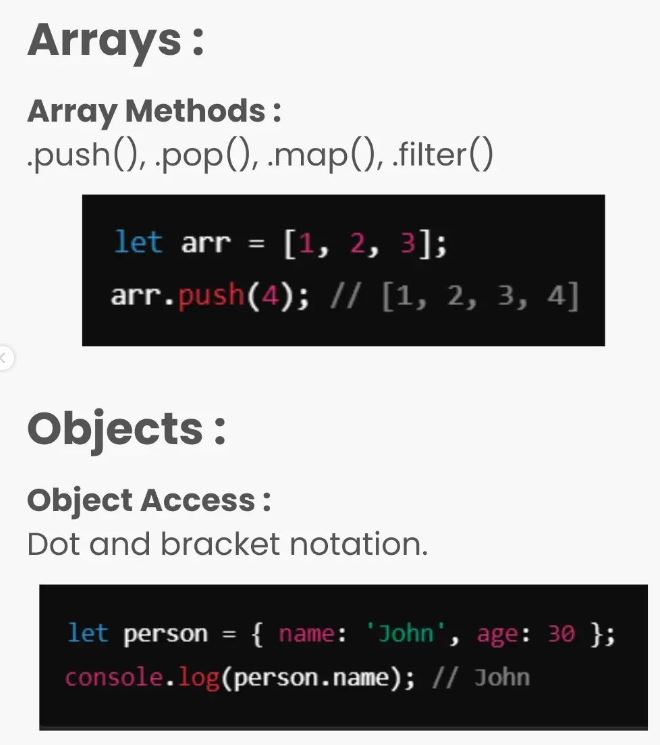 Arrays :
Array Methods :
.push(), .pop(), .map(), .filter()
let arr = [1, 2, 3];
arr.push(4); // [1, 2, 3, 4]
Objects :
Object Access :
Dot and bracket notation.
let person = { name: 'John', age: 30 };
console.log(person.name); // John